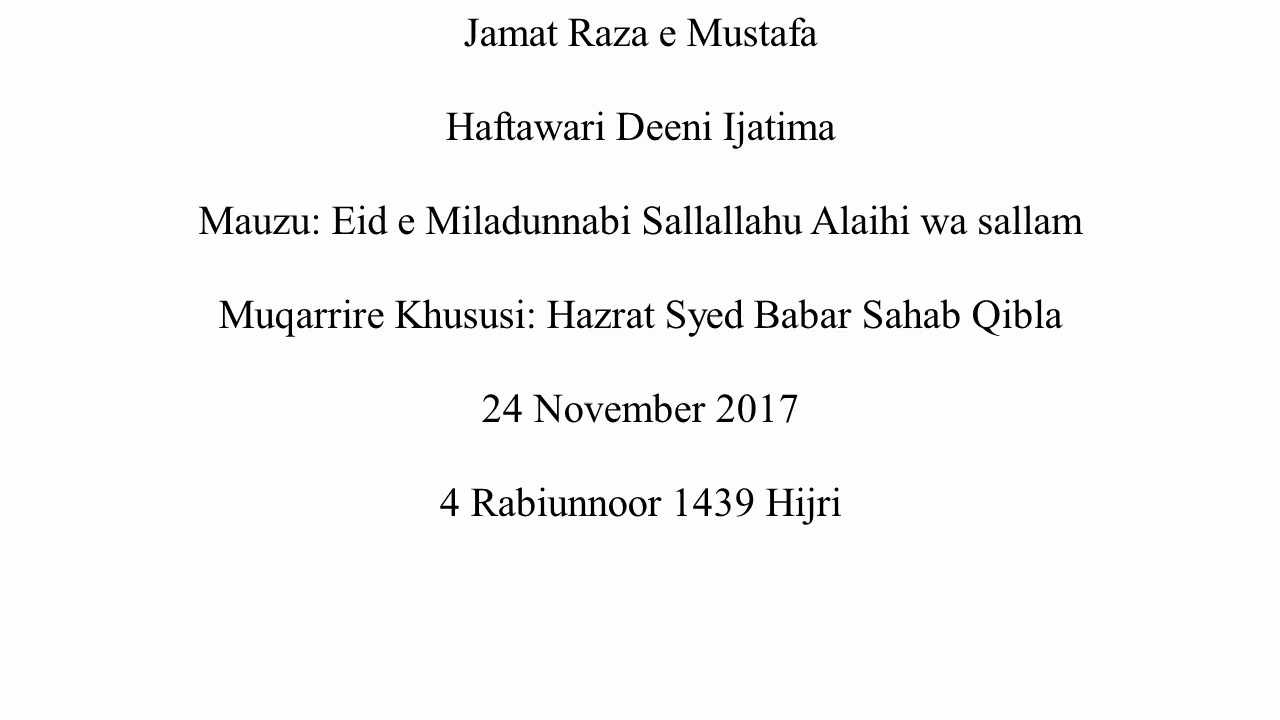 Jamat Raza e Mustafa
Haftawari Deeni Ijatima
Mauzu: Eid e Miladunnabi Sallallahu Alaihi wa sallam
Muqarrire Khususi: Hazrat Syed Babar Sahab Qibla
24 November 2017
4 Rabiunnoor 1439 Hijri